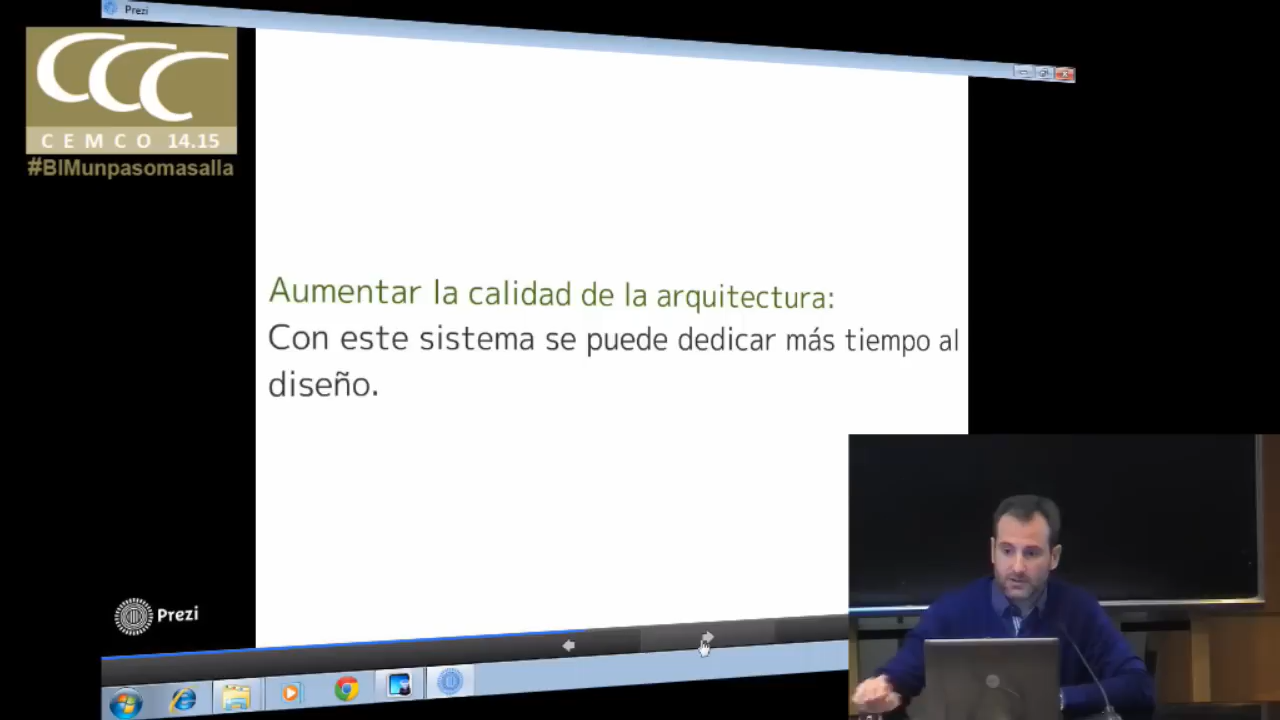 Prezi
CEMCO 14.15
#BIMunpasomasalla
Aumentar la calidad de la arquitectura:
Con este sistema se puede dedicar más tiempo al
diseño.
Prezi